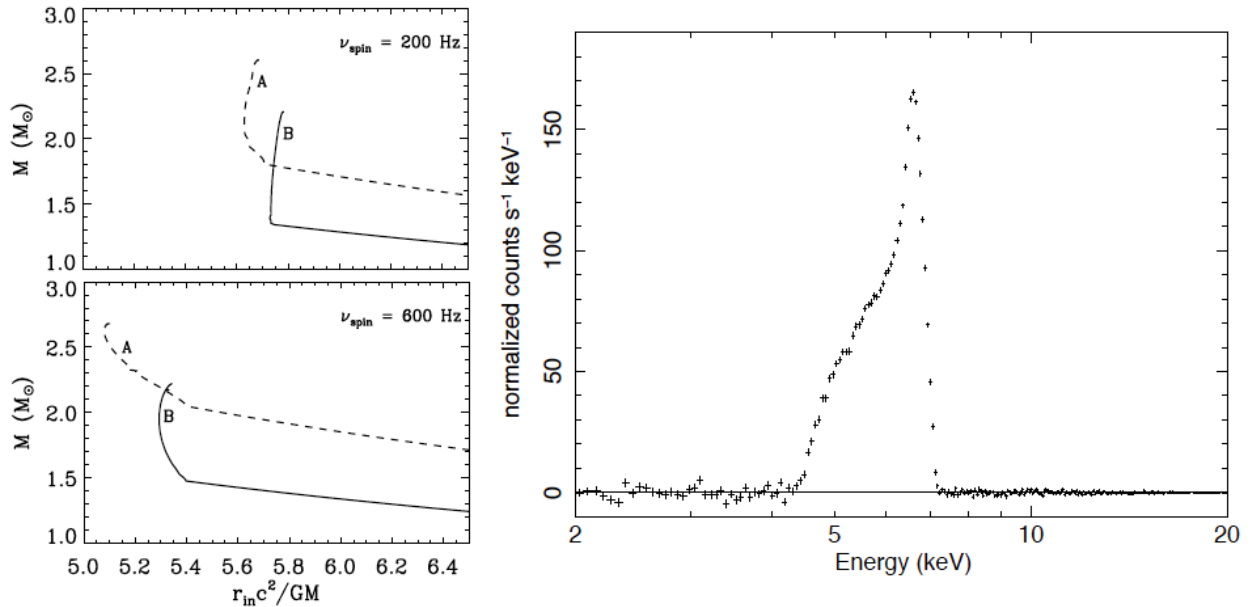 3.0
2.5
2.0
1.5
1.0
M (M⊙)
ν_spin = 200 Hz
A
B
3.0
2.5
2.0
1.5
1.0
M (M⊙)
ν_spin = 600 Hz
A
B
5.0 5.2 5.4 5.6 5.8 6.0 6.2 6.4
r_in c²/GM
normalized counts s⁻¹ keV⁻¹
150
100
50
0
2 5 10 20
Energy (keV)